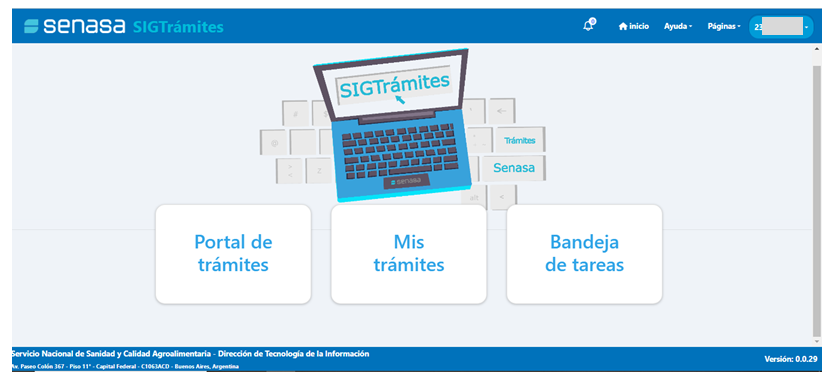 senasa SIGTrámites
0
inicio Ayuda Páginas 23
SIGTrámites
Trámites
Senasa
senasa
alt
Portal de
trámites
Mis
trámites
Bandeja
de tareas
Servicio Nacional de Sanidad y Calidad Agroalimentaria - Dirección de Tecnología de la Información
Av. Paseo Colón 367 - Piso 11° - Capital Federal - C1063ACD - Buenos Aires, Argentina
Versión: 0.0.29